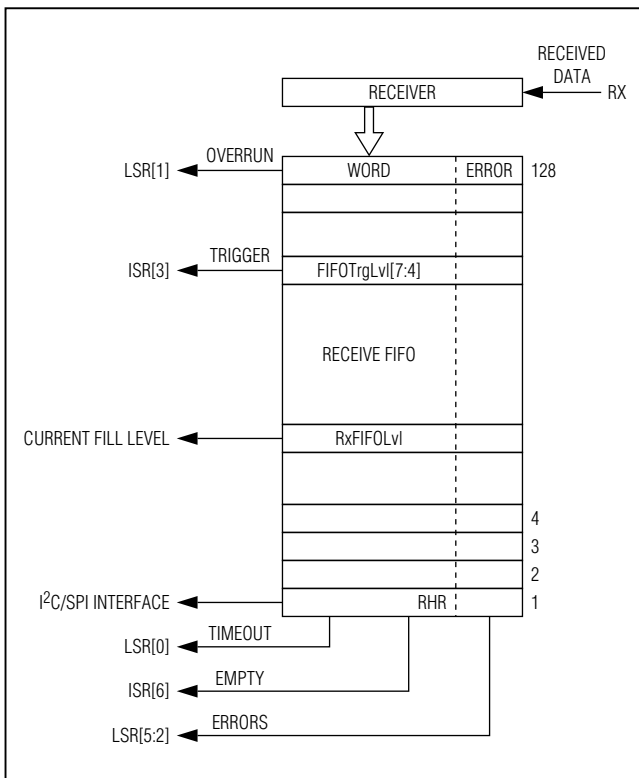 RECEIVED
DATA
RECEIVER
RX
OVERRUN
LSR[1]
WORD
ERROR
128
TRIGGER
ISR[3]
FIFOTrgLvl[7:4]
RECEIVE FIFO
CURRENT FILL LEVEL
RxFIFOLvl
4
3
2
I²C/SPI INTERFACE
RHR
1
TIMEOUT
LSR[0]
EMPTY
ISR[6]
ERRORS
LSR[5:2]